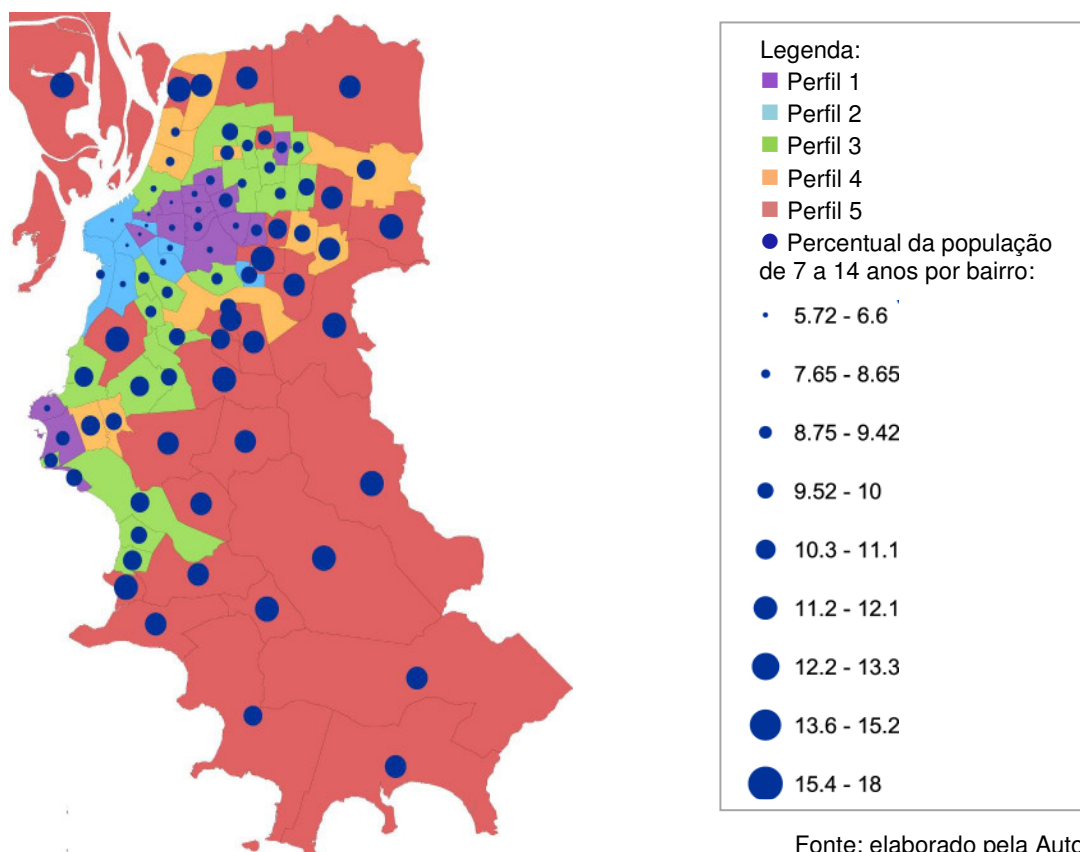 Legenda:
Perfil 1
Perfil 2
Perfil 3
Perfil 4
Perfil 5
Percentual da população
de 7 a 14 anos por bairro:
5.72 - 6.6
7.65 - 8.65
8.75 - 9.42
9.52 - 10
10.3 - 11.1
11.2 - 12.1
12.2 - 13.3
13.6 - 15.2
15.4 - 18
Fonte: elaborado pela Auto